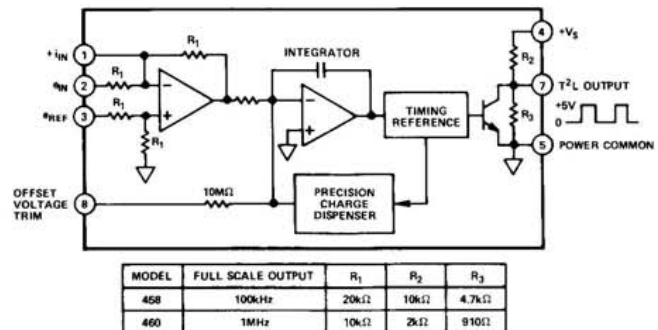 +iIN
1
R1
INTEGRATOR
4
+VS
R2
eIN
2
R1
7
T²L OUTPUT
eREF
3
R1
R1
TIMING
REFERENCE
R3
+5V
0
5
POWER COMMON
OFFSET
VOLTAGE
TRIM
8
10MΩ
PRECISION
CHARGE
DISPENSER
MODEL FULL SCALE OUTPUT R1 R2 R3
458 100kHz 20kΩ 10kΩ 4.7kΩ
460 1MHz 10kΩ 2kΩ 910Ω